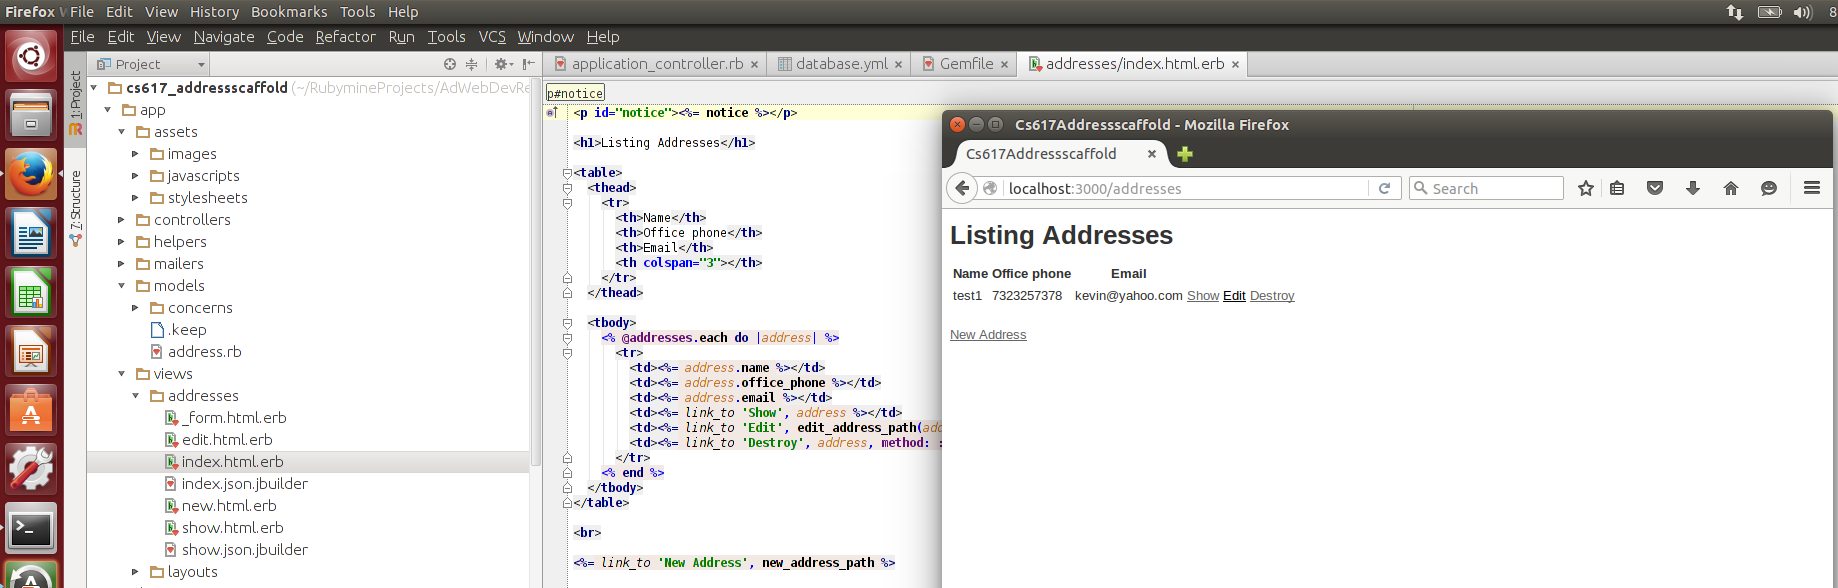 Firefox W File Edit View History Bookmarks Tools Help
8
File Edit View Navigate Code Refactor Run Tools VCS Window Help
1: Project
7: Structure
Project
cs617_addressscaffold (~/RubymineProjects/AdWebDevRe
app
assets
images
javascripts
stylesheets
controllers
helpers
mailers
models
concerns
.keep
address.rb
views
addresses
_form.html.erb
edit.html.erb
index.html.erb
index.json.jbuilder
new.html.erb
show.html.erb
show.json.jbuilder
layouts
application_controller.rb
database.yml
Gemfile
addresses/index.html.erb
p#notice
<p id="notice"><%= notice %></p>
<h1>Listing Addresses</h1>
<table>
<thead>
<tr>
<th>Name</th>
<th>Office phone</th>
<th>Email</th>
<th colspan="3"></th>
</tr>
</thead>
<tbody>
<% @addresses.each do |address| %>
<tr>
<td><%= address.name %></td>
<td><%= address.office_phone %></td>
<td><%= address.email %></td>
<td><%= link_to 'Show', address %></td>
<td><%= link_to 'Edit', edit_address_path(add
<td><%= link_to 'Destroy', address, method: :
</tr>
<% end %>
</tbody>
</table>
<br>
<%= link_to 'New Address', new_address_path %>
Cs617Addressscaffold - Mozilla Firefox
Cs617Addressscaffold
localhost:3000/addresses
Search
Listing Addresses
Name Office phone Email
test1 7323257378 kevin@yahoo.com Show Edit Destroy
New Address